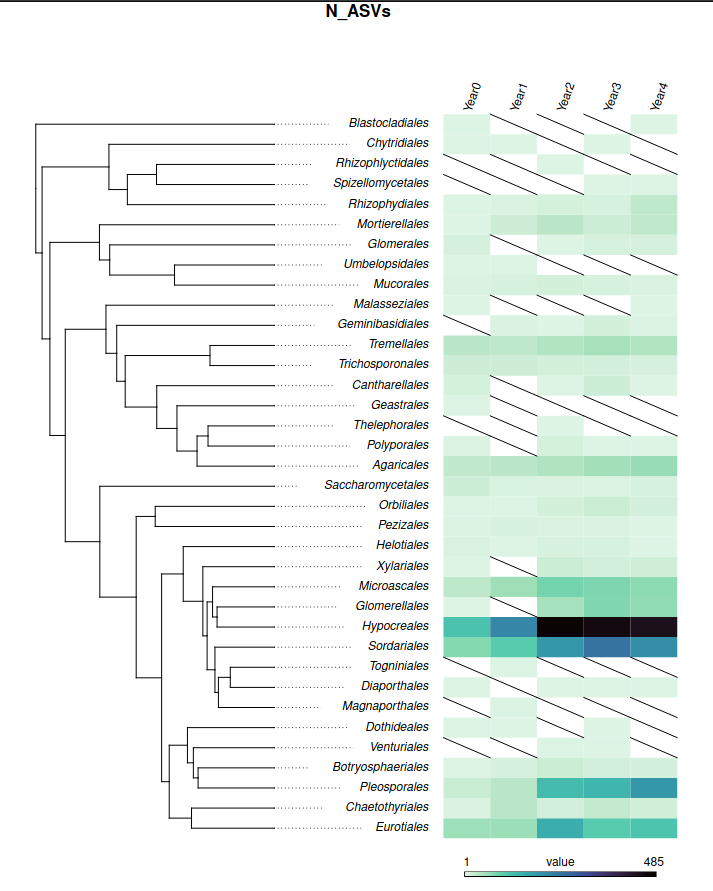 N_ASVs
Year0 Year1 Year2 Year3 Year4
Blastocladiales
Chytridiales
Rhizophlyctidales
Spizellomycetales
Rhizophydiales
Mortierellales
Glomerales
Umbelopsidales
Mucorales
Malasseziales
Geminibasidiales
Tremellales
Trichosporonales
Cantharellales
Geastrales
Thelephorales
Polyporales
Agaricales
Saccharomycetales
Orbiliales
Pezizales
Helotiales
Xylariales
Microascales
Glomerellales
Hypocreales
Sordariales
Togniniales
Diaporthales
Magnaporthales
Dothideales
Venturiales
Botryosphaeriales
Pleosporales
Chaetothyriales
Eurotiales
1 value 485